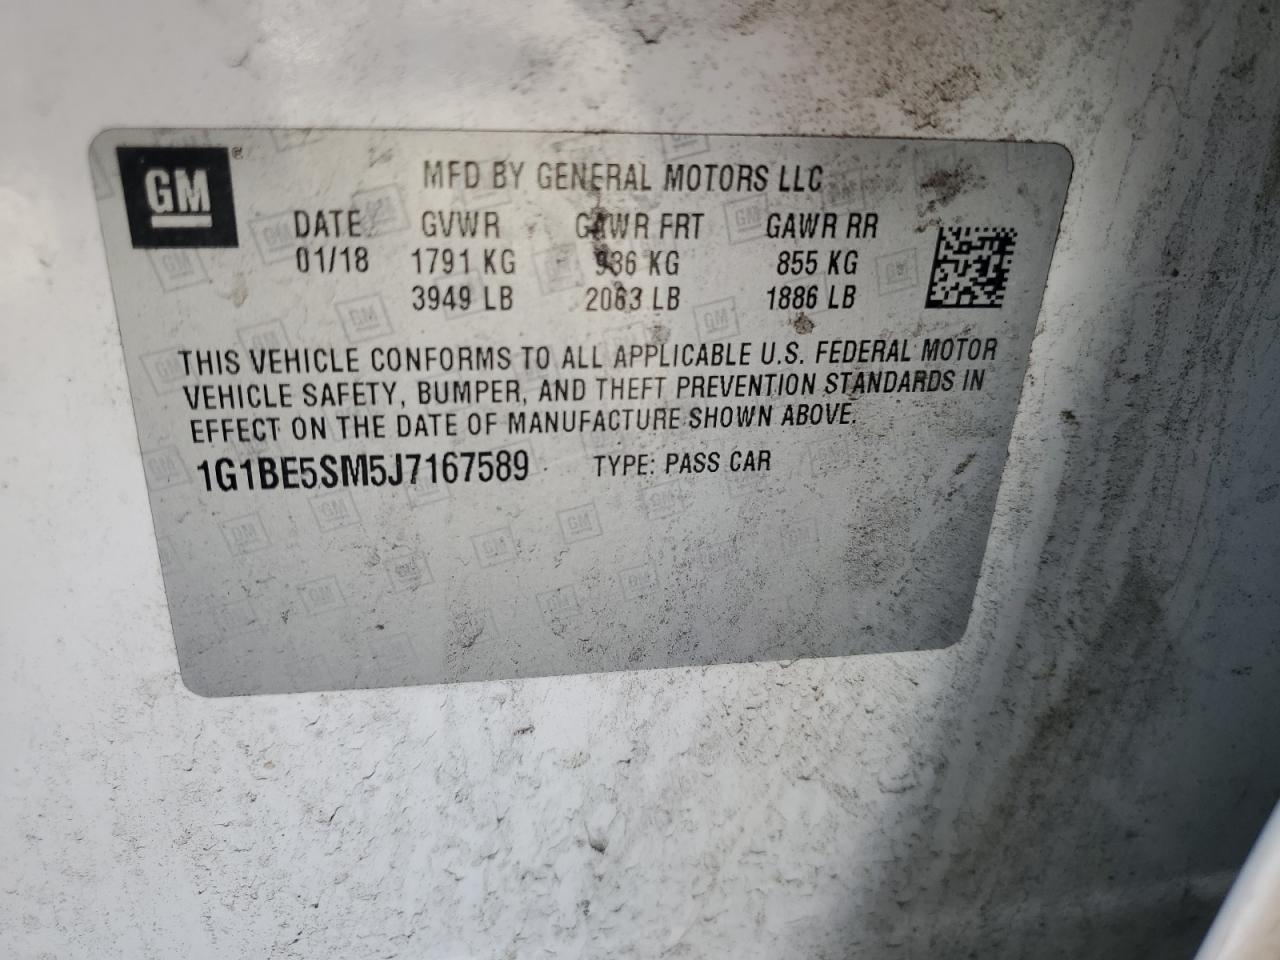 GM®
MFD BY GENERAL MOTORS LLC
DATE GVWR GAWR FRT GAWR RR
01/18 1791 KG 936 KG 855 KG
3949 LB 2063 LB 1886 LB
THIS VEHICLE CONFORMS TO ALL APPLICABLE U.S. FEDERAL MOTOR
VEHICLE SAFETY, BUMPER, AND THEFT PREVENTION STANDARDS IN
EFFECT ON THE DATE OF MANUFACTURE SHOWN ABOVE.
1G1BE5SM5J7167589 TYPE: PASS CAR